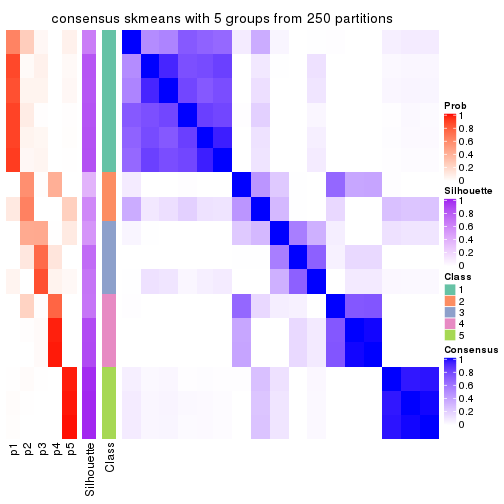 consensus skmeans with 5 groups from 250 partitions
Prob
1
0.8
0.6
0.4
0.2
0
Silhouette
1
0.8
0.6
0.4
0.2
0
Class
1
2
3
4
5
Consensus
1
0.8
0.6
0.4
0.2
0
p1
p2
p3
p4
p5
Silhouette
Class